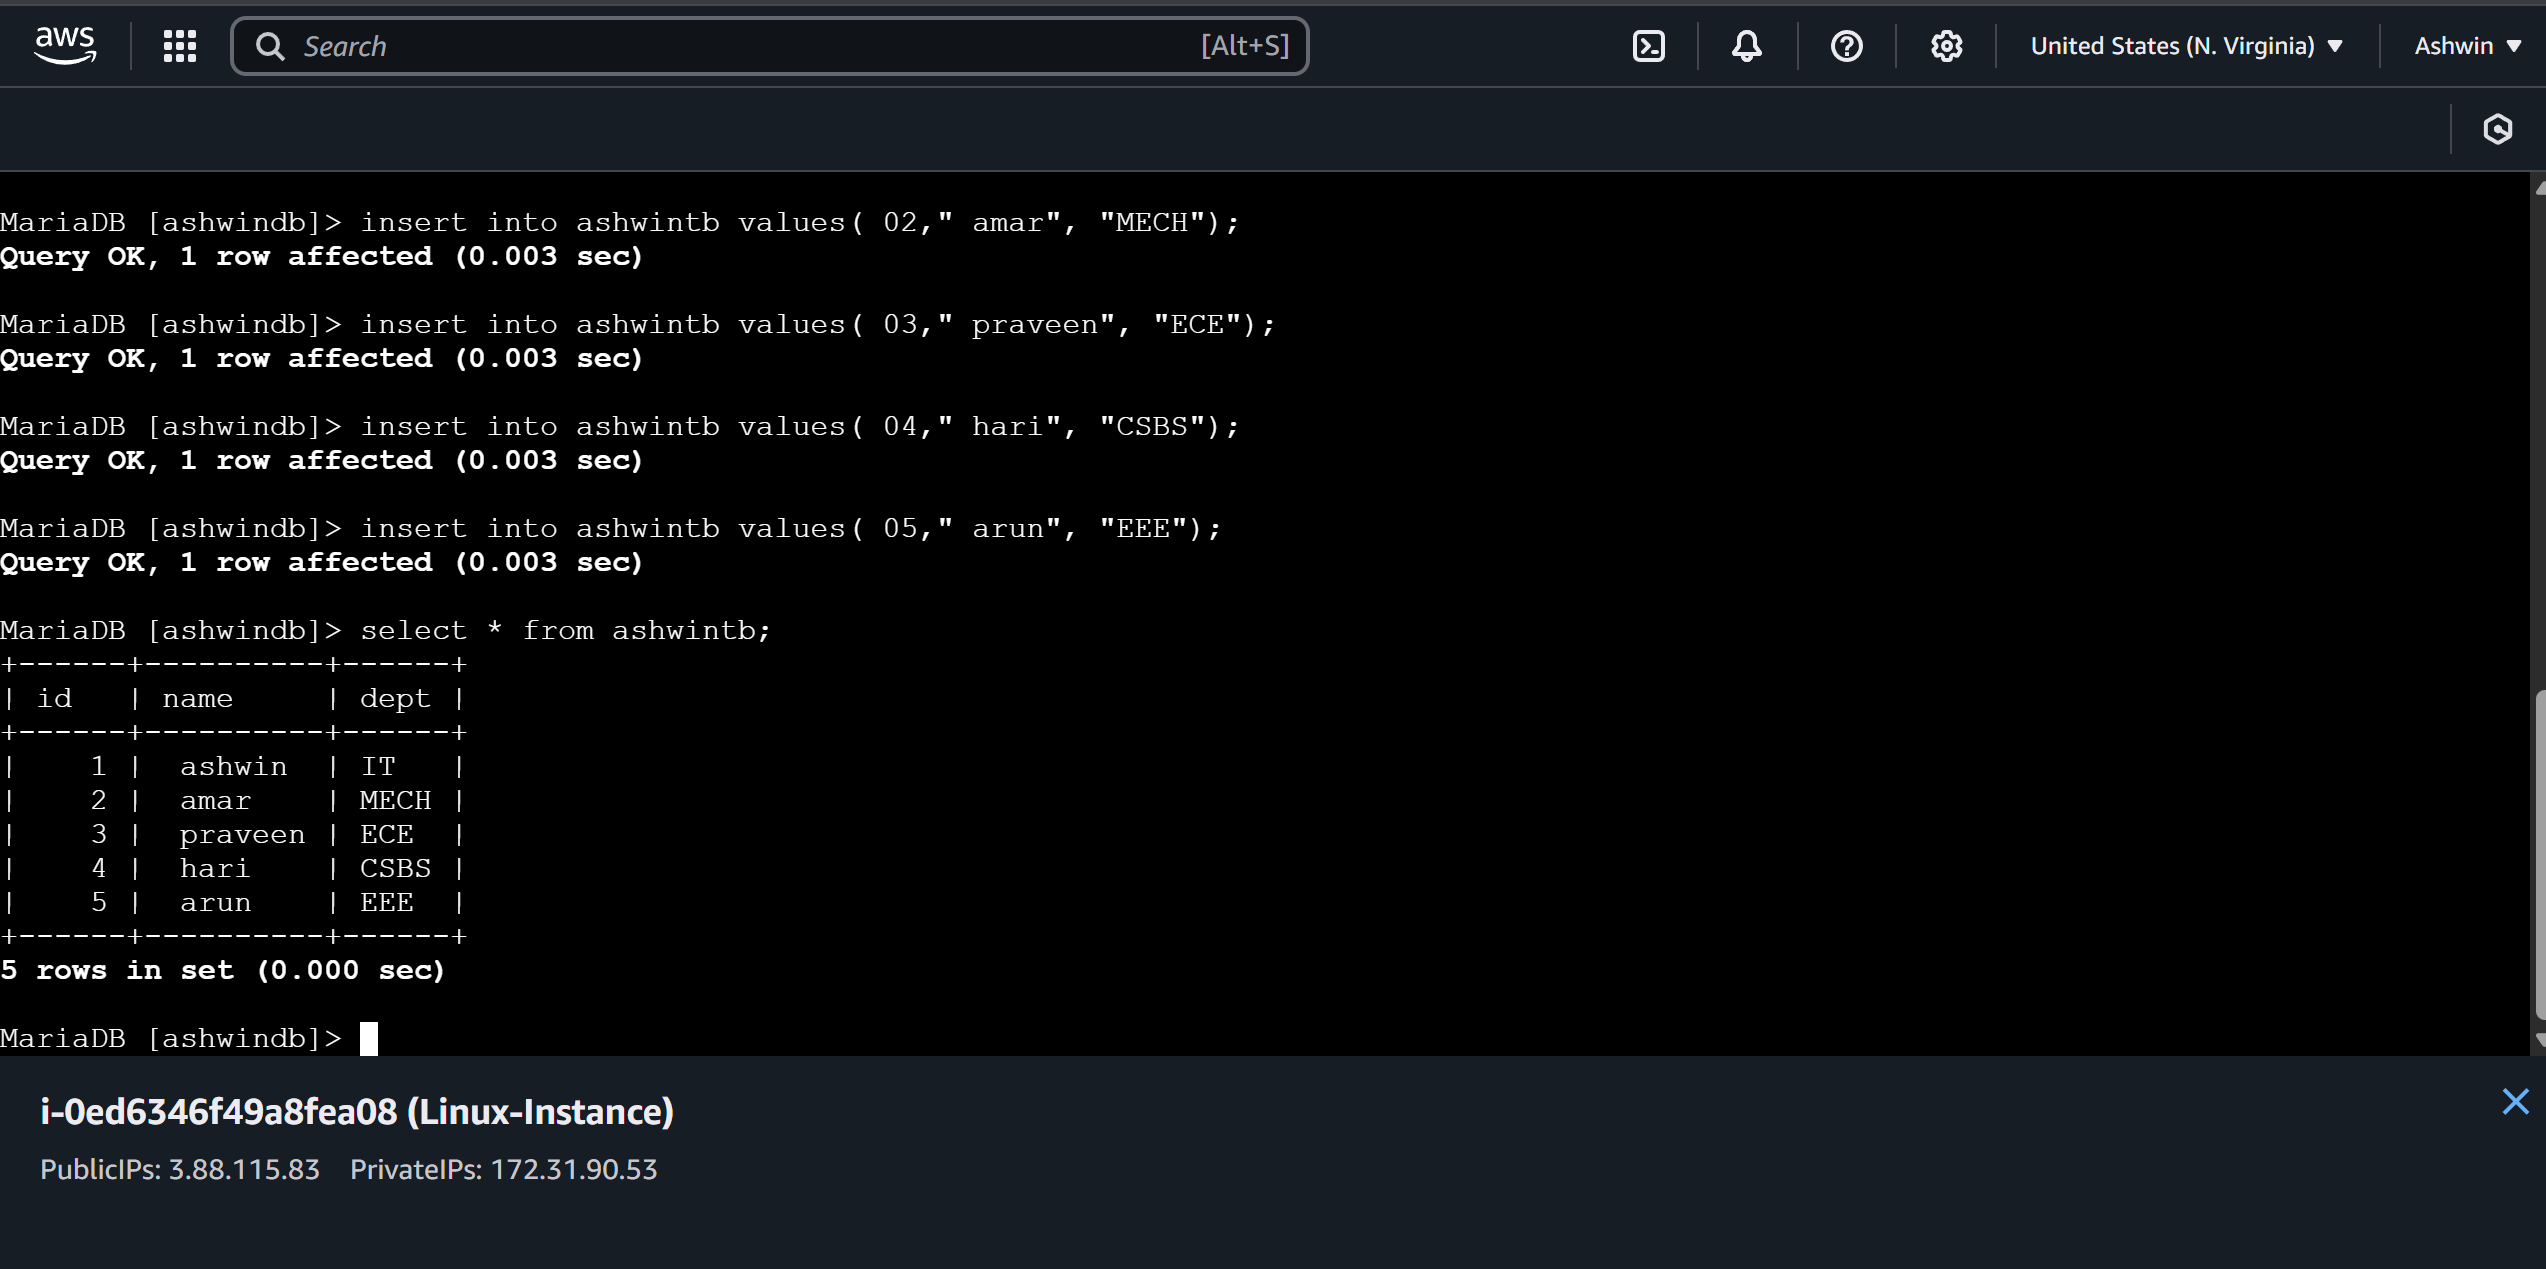 aws Search [Alt+S] United States (N. Virginia) Ashwin
MariaDB [ashwindb]> insert into ashwintb values( 02," amar", "MECH");
Query OK, 1 row affected (0.003 sec)
MariaDB [ashwindb]> insert into ashwintb values( 03," praveen", "ECE");
Query OK, 1 row affected (0.003 sec)
MariaDB [ashwindb]> insert into ashwintb values( 04," hari", "CSBS");
Query OK, 1 row affected (0.003 sec)
MariaDB [ashwindb]> insert into ashwintb values( 05," arun", "EEE");
Query OK, 1 row affected (0.003 sec)
MariaDB [ashwindb]> select * from ashwintb;
+------+----------+------+
| id   | name     | dept |
+------+----------+------+
|    1 |  ashwin  | IT   |
|    2 |  amar    | MECH |
|    3 |  praveen | ECE  |
|    4 |  hari    | CSBS |
|    5 |  arun    | EEE  |
+------+----------+------+
5 rows in set (0.000 sec)
MariaDB [ashwindb]>
i-0ed6346f49a8fea08 (Linux-Instance)
PublicIPs: 3.88.115.83 PrivateIPs: 172.31.90.53